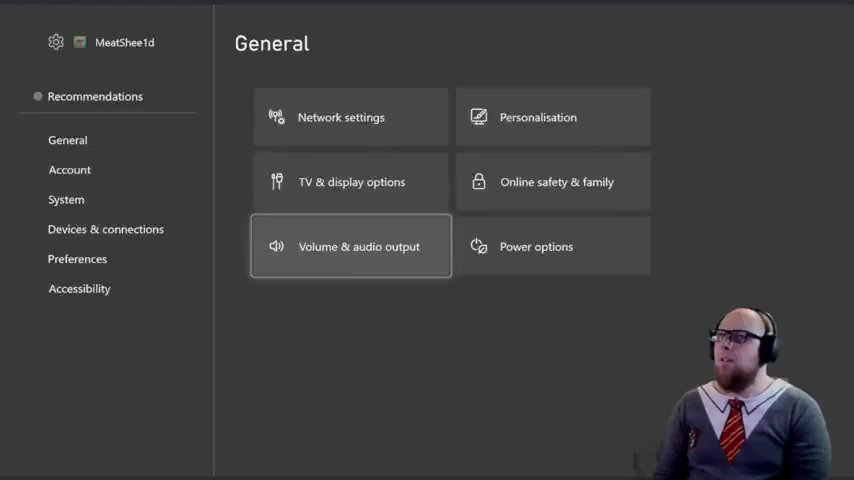 MeatShee1d
Recommendations
General
Account
System
Devices & connections
Preferences
Accessibility
General
Network settings
Personalisation
TV & display options
Online safety & family
Volume & audio output
Power options